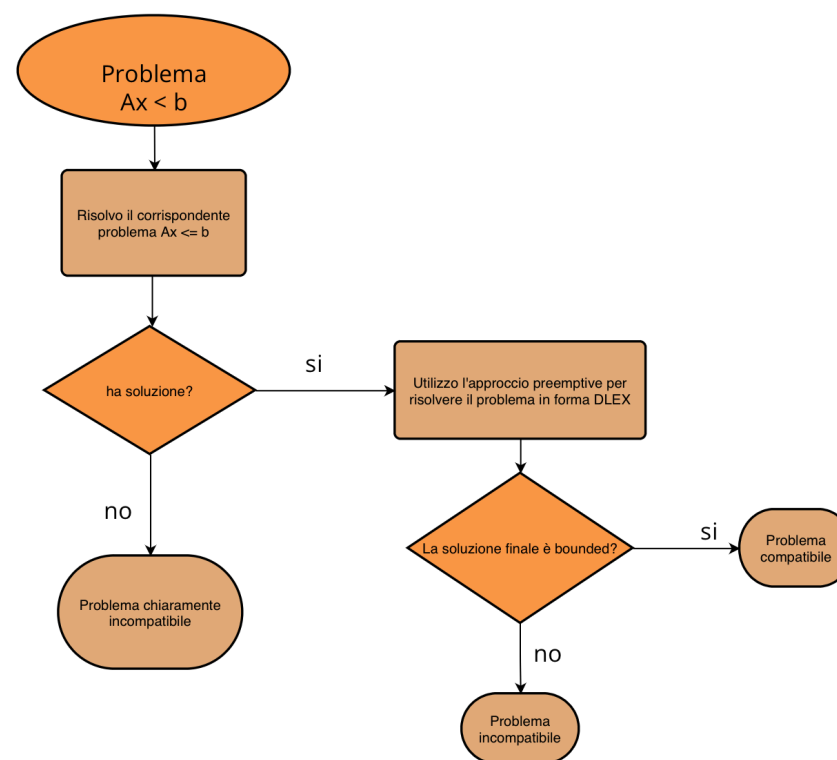 Problema
Ax < b
Risolvo il corrispondente
problema Ax <= b
ha soluzione?
si
Utilizzo l'approccio preemptive per
risolvere il problema in forma DLEX
no
La soluzione finale è bounded?
si
Problema
compatibile
Problema chiaramente
incompatibile
no
Problema
incompatibile